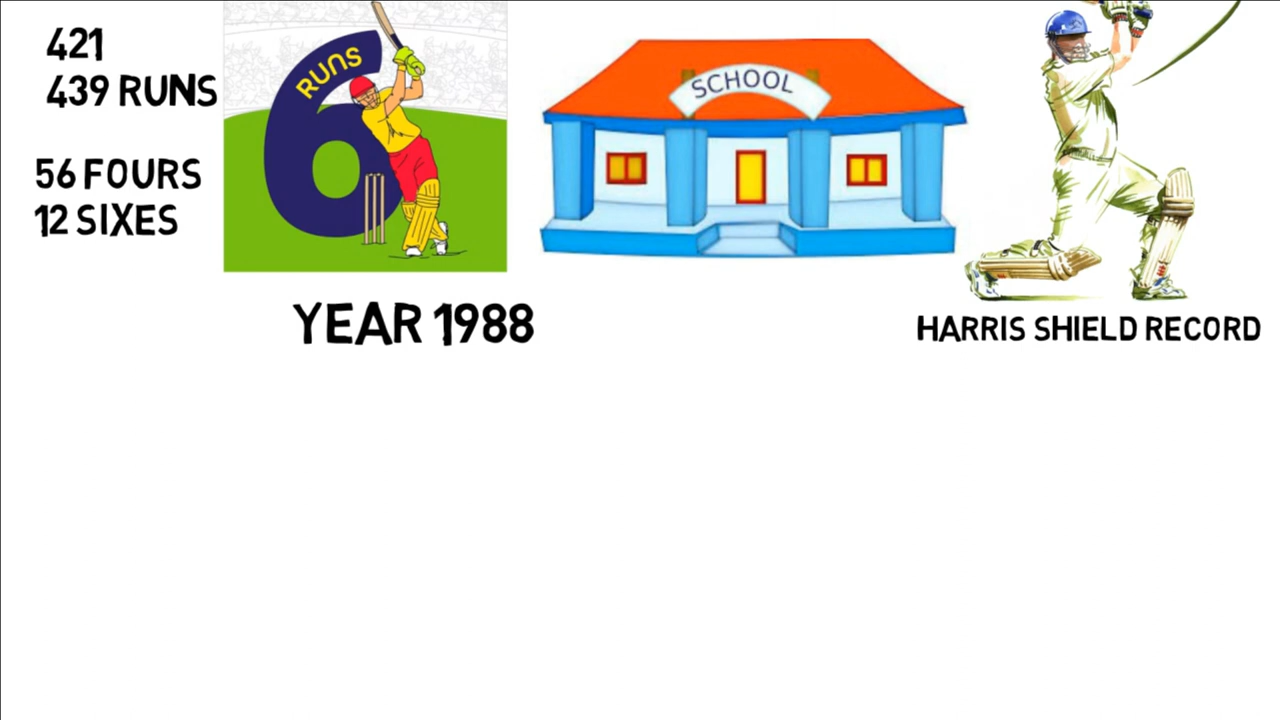 421
439 RUNS
56 FOURS
12 SIXES
RUNS
6
SCHOOL
YEAR 1988
HARRIS SHIELD RECORD